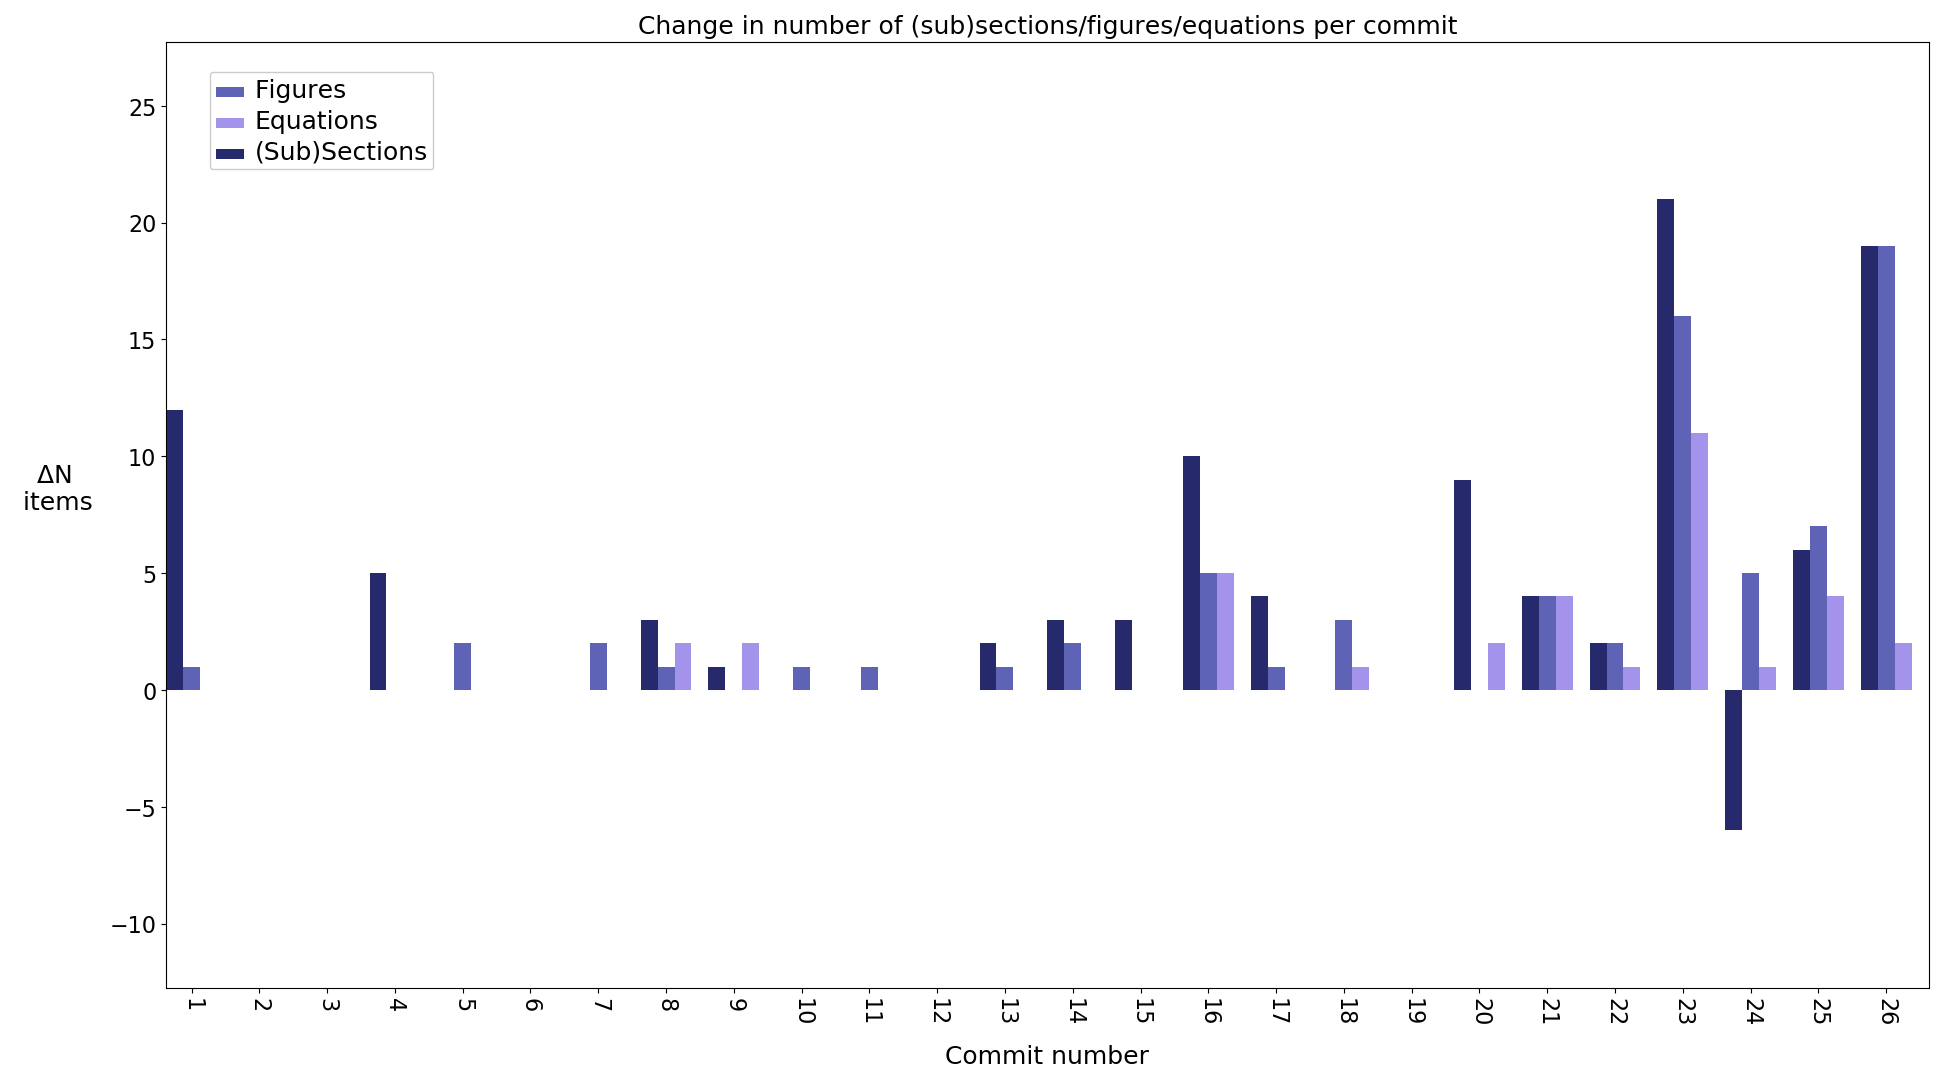 Change in number of (sub)sections/figures/equations per commit
Figures
Equations
(Sub)Sections
25
20
15
10
5
0
−5
−10
ΔN
items
1 2 3 4 5 6 7 8 9 10 11 12 13 14 15 16 17 18 19 20 21 22 23 24 25 26
Commit number